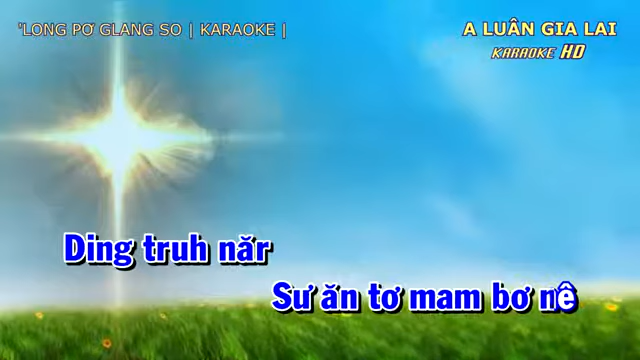 'LONG PƠ GLANG SO | KARAOKE |
A LUÂN GIA LAI
KARAOKE HD
Ding truh năr
Sư ăn tơ mam bơ nê